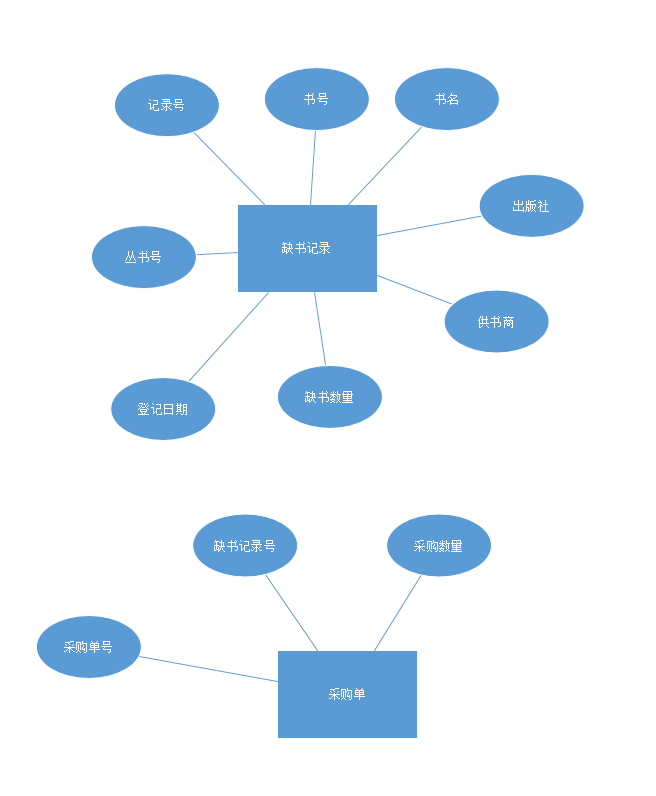 记录号
书号
书名
出版社
缺书记录
丛书号
供书商
登记日期
缺书数量
缺书记录号
采购数量
采购单号
采购单